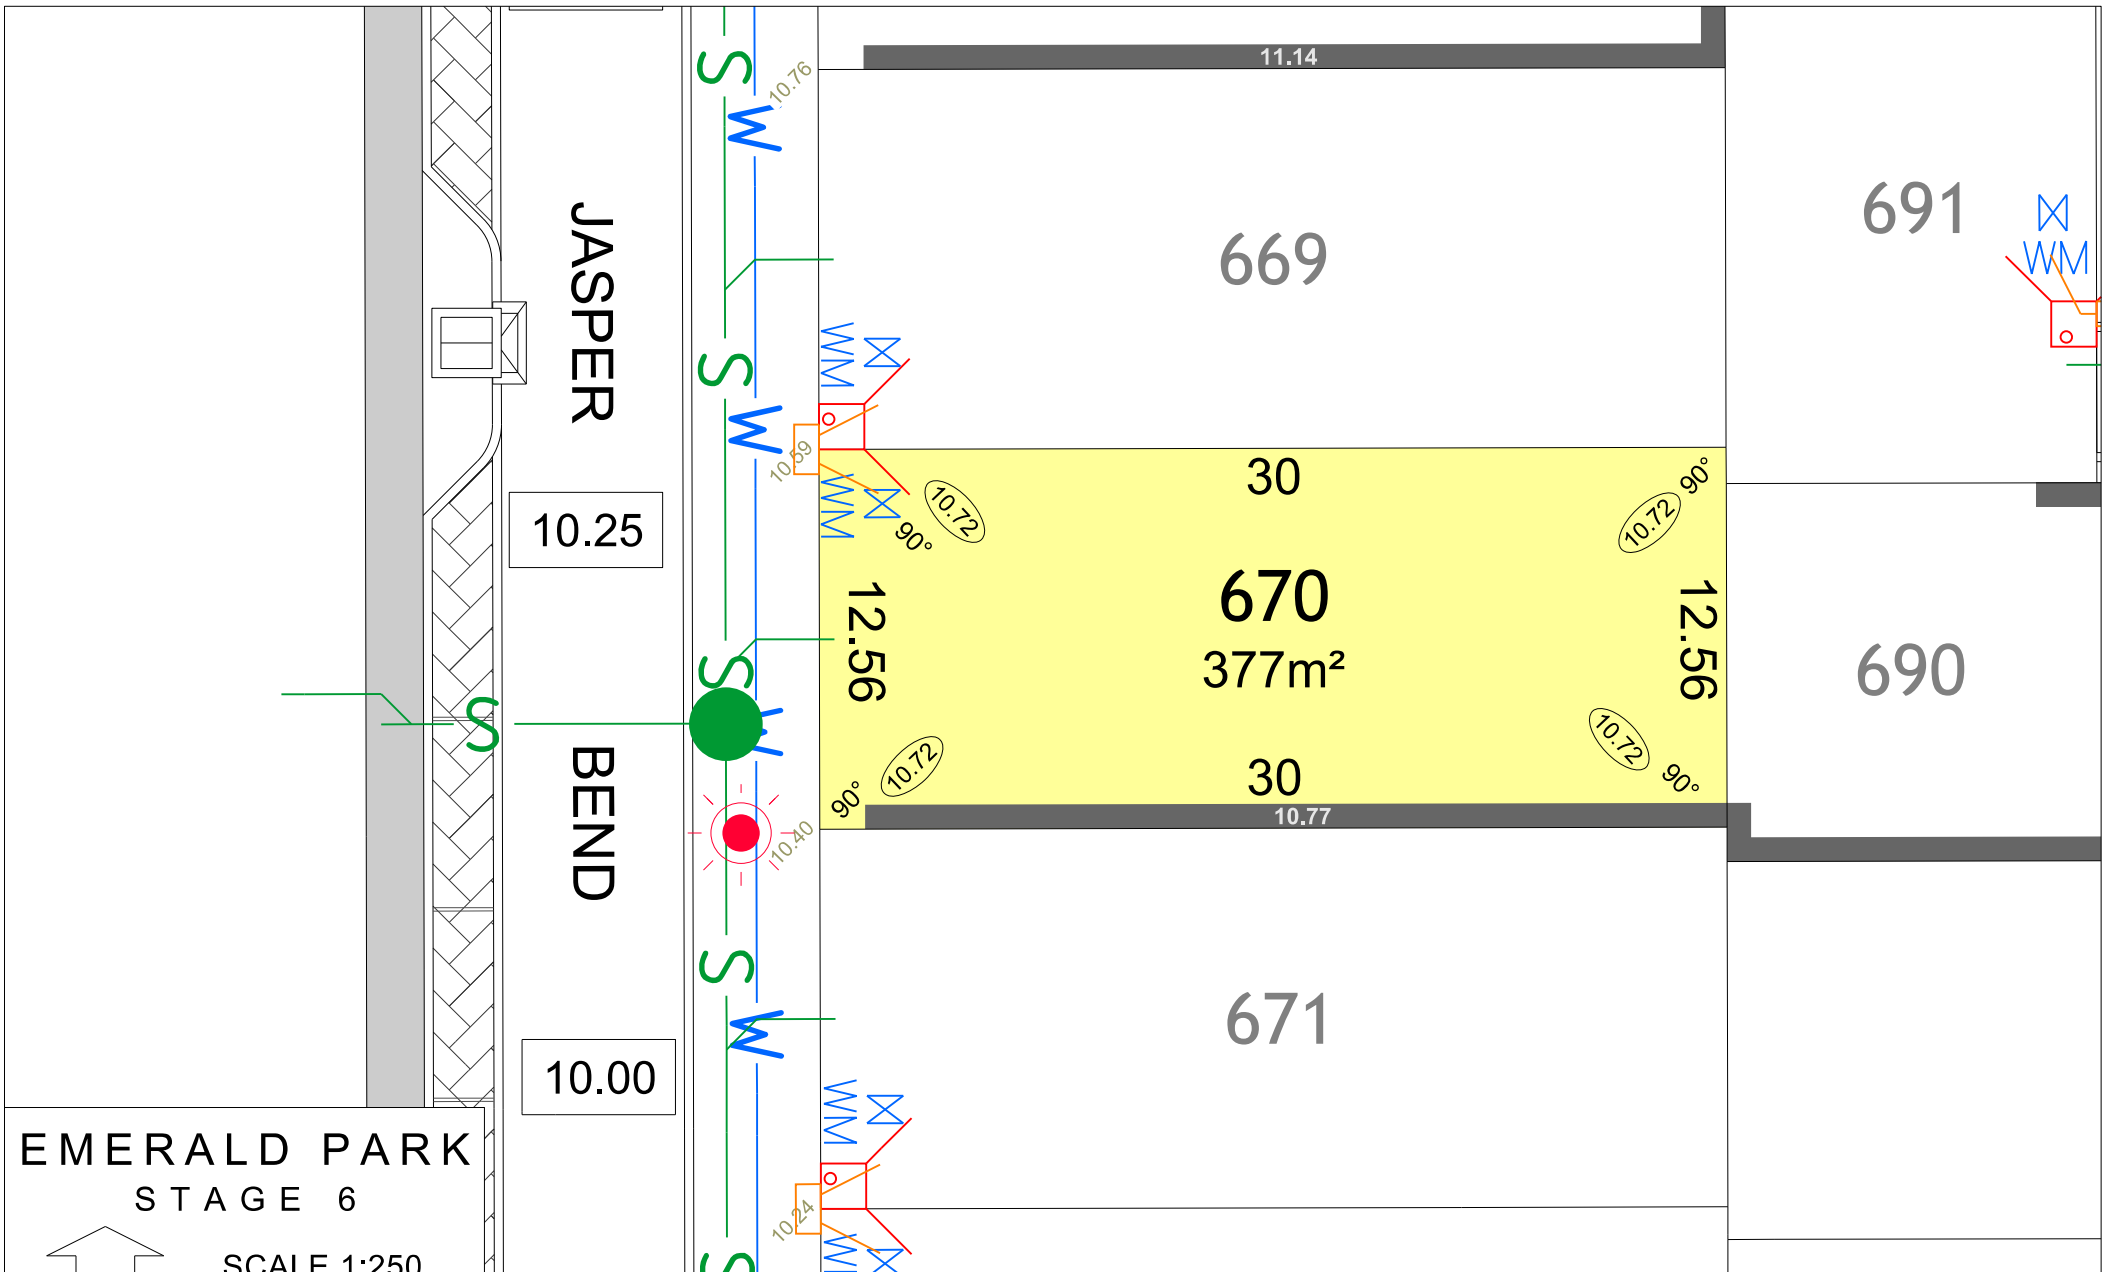 11.14
10.76
S
W
JASPER
669
691
WM
S
W
WM
10.59
WM
30
10.72
90°
10.72
90°
10.25
670
377m²
12.56
12.56
690
S
S
W
BEND
10.72
90°
30
10.72
90°
10.77
10.40
S
W
671
10.00
WM
10.24
WM
S
EMERALD PARK
STAGE 6
SCALE 1:250